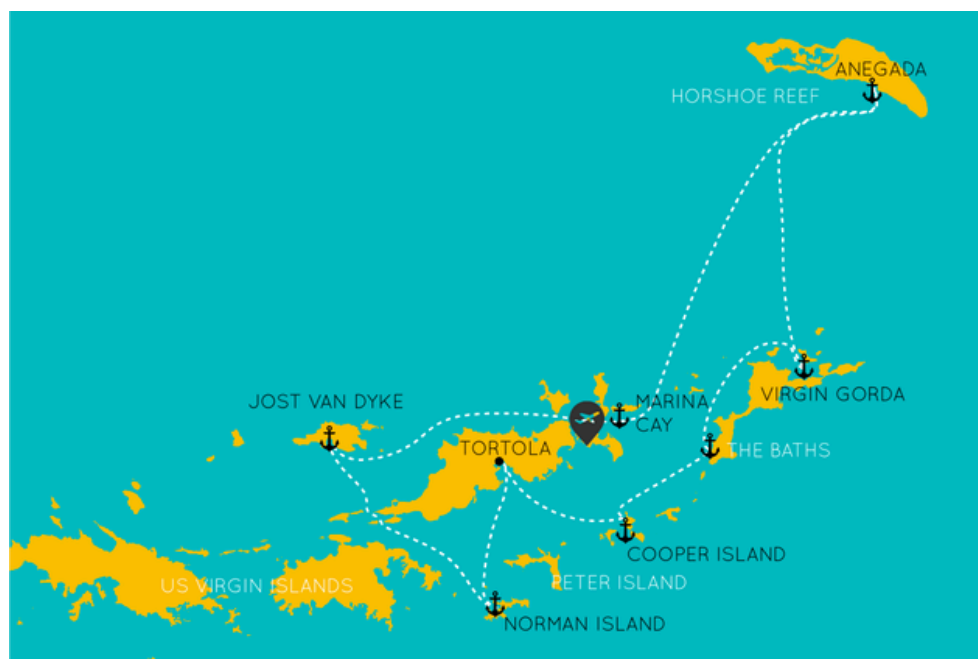 ANEGADA
HORSHOE REEF
JOST VAN DYKE
MARINA
CAY
VIRGIN GORDA
TORTOLA
THE BATHS
COOPER ISLAND
US VIRGIN ISLANDS
PETER ISLAND
NORMAN ISLAND